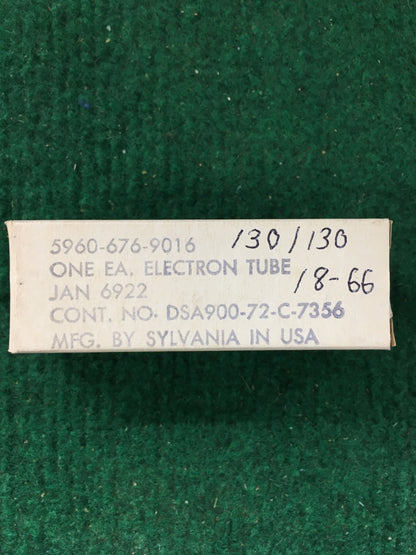 5960-676-9016 130/130
ONE EA. ELECTRON TUBE
JAN 6922 18-66
CONT. NO. DSA900-72-C-7356
MFG. BY SYLVANIA IN USA